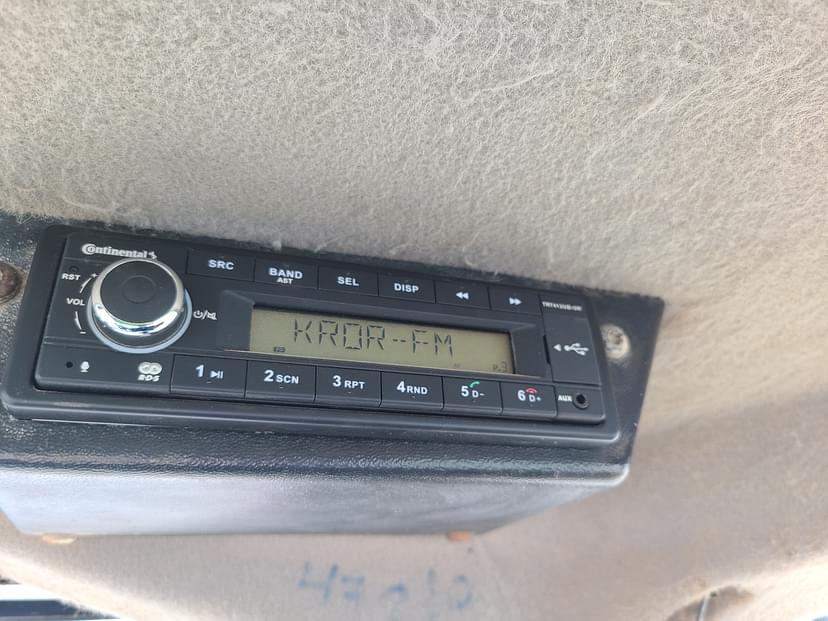 Continental
SRC
BAND
AST
SEL
DISP
RST
VOL
KROR--FM
P.3
RDS
1
2 SCN
3 RPT
4 RND
5 D-
6 D+
AUX